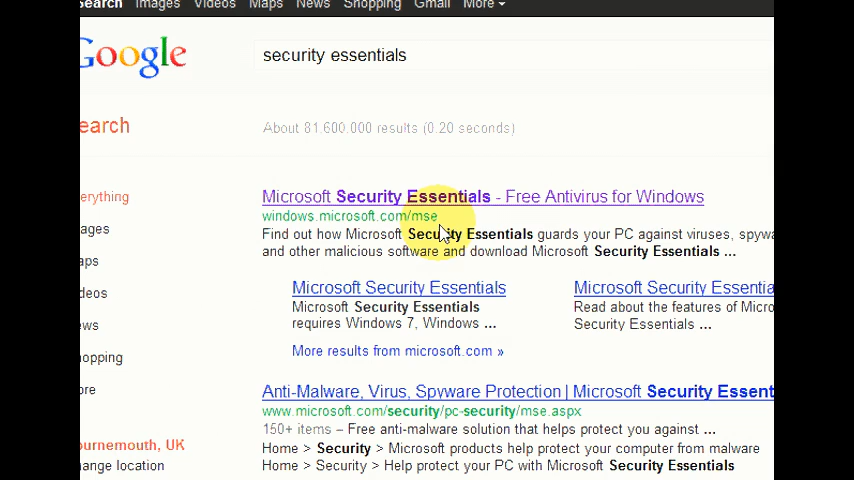 Search Images Videos Maps News Shopping Gmail More
Google
security essentials
earch
About 81,600,000 results (0.20 seconds)
erything
Microsoft Security Essentials - Free Antivirus for Windows
windows.microsoft.com/mse
ages
Find out how Microsoft Security Essentials guards your PC against viruses, spywa
and other malicious software and download Microsoft Security Essentials ...
aps
Microsoft Security Essentials
Microsoft Security Essentia
deos
Microsoft Security Essentials
Read about the features of Micro
requires Windows 7, Windows ...
Security Essentials ...
ews
More results from microsoft.com »
opping
ore
Anti-Malware, Virus, Spyware Protection | Microsoft Security Essent
www.microsoft.com/security/pc-security/mse.aspx
150+ items – Free anti-malware solution that helps protect you against ...
ournemouth, UK
Home > Security > Microsoft products help protect your computer from malware
hange location
Home > Security > Help protect your PC with Microsoft Security Essentials